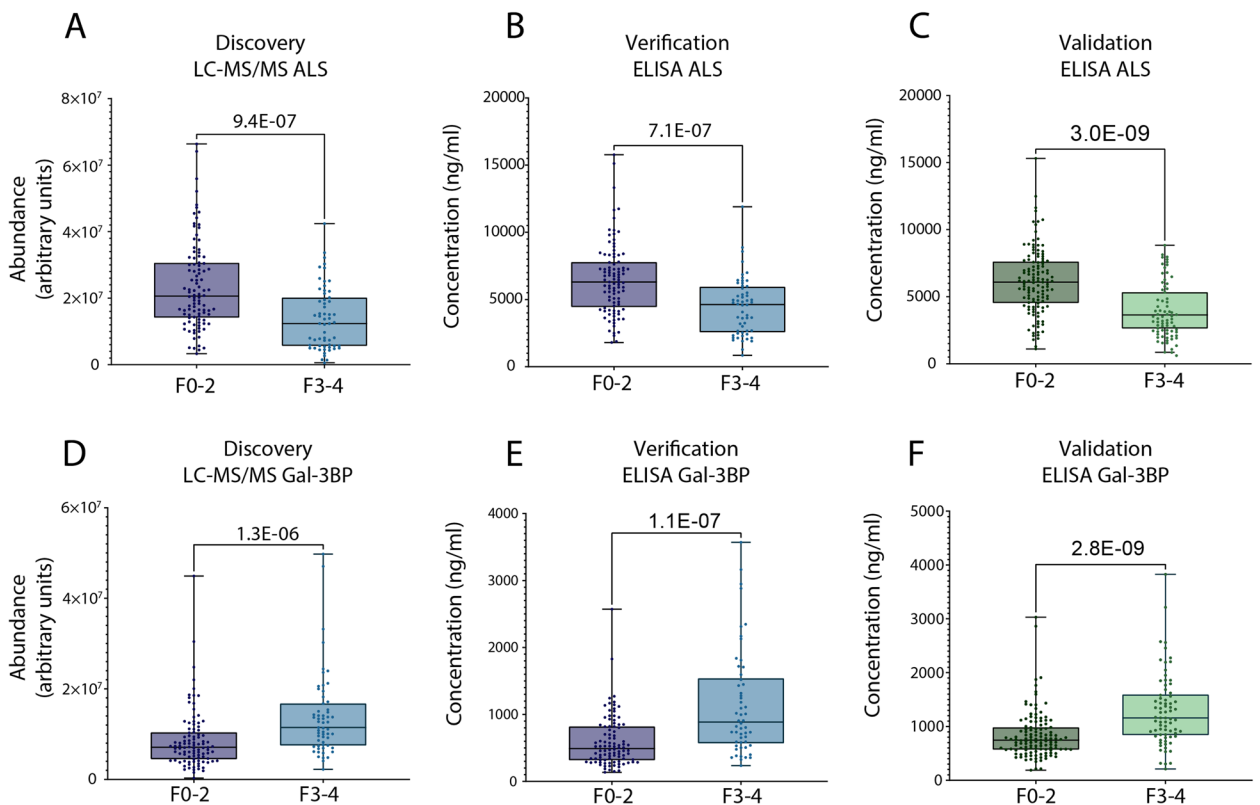 A
Discovery
LC-MS/MS ALS
Abundance
(arbitrary units)
8×10⁷
6×10⁷
4×10⁷
2×10⁷
0
9.4E-07
F0-2
F3-4
B
Verification
ELISA ALS
Concentration (ng/ml)
20000
15000
10000
5000
0
7.1E-07
F0-2
F3-4
C
Validation
ELISA ALS
Concentration (ng/ml)
20000
15000
10000
5000
0
3.0E-09
F0-2
F3-4
D
Discovery
LC-MS/MS Gal-3BP
Abundance
(arbitrary units)
6×10⁷
4×10⁷
2×10⁷
0
1.3E-06
F0-2
F3-4
E
Verification
ELISA Gal-3BP
Concentration (ng/ml)
4000
3000
2000
1000
0
1.1E-07
F0-2
F3-4
F
Validation
ELISA Gal-3BP
Concentration (ng/ml)
5000
4000
3000
2000
1000
0
2.8E-09
F0-2
F3-4